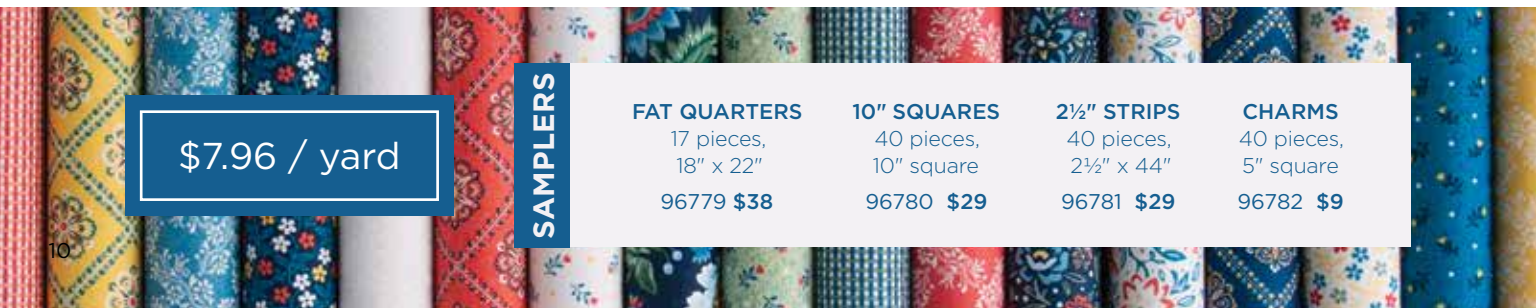 $7.96 / yard
SAMPLERS
FAT QUARTERS
17 pieces,
18" x 22"
96779 $38
10" SQUARES
40 pieces,
10" square
96780 $29
2½" STRIPS
40 pieces,
2½" x 44"
96781 $29
CHARMS
40 pieces,
5" square
96782 $9
10